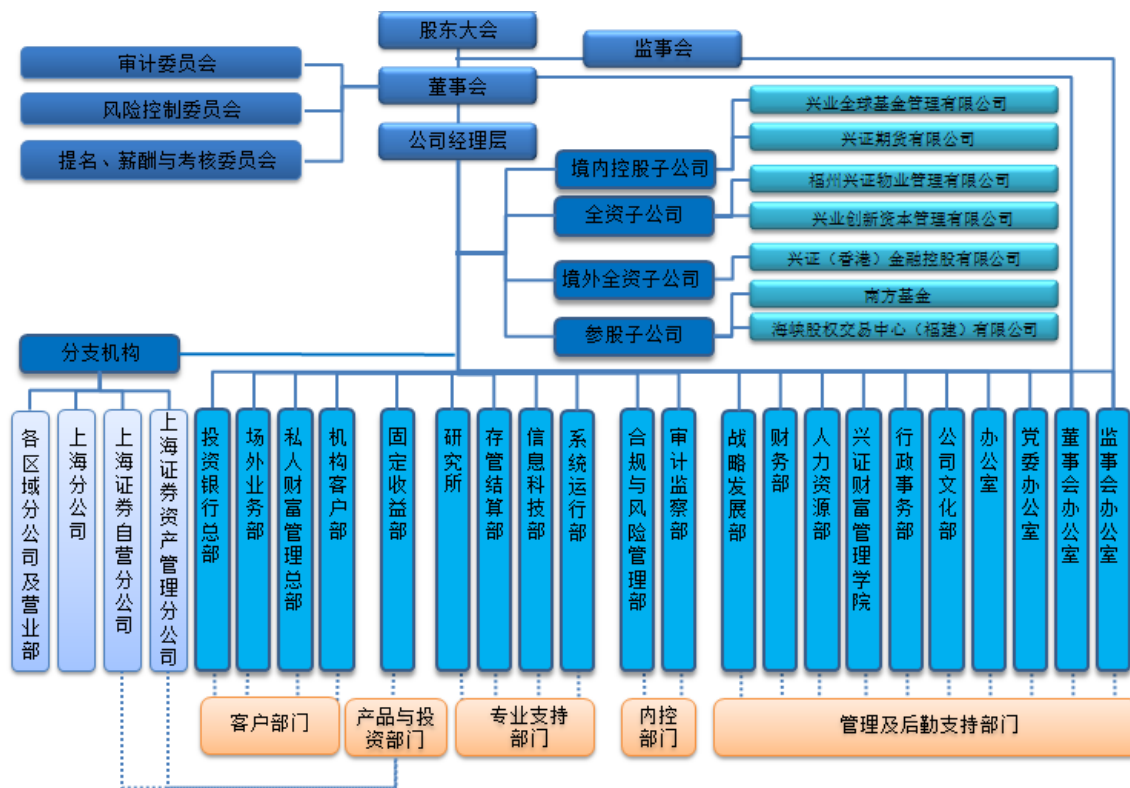 股东大会
监事会
审计委员会
董事会
风险控制委员会
公司经理层
提名、薪酬与考核委员会
兴业全球基金管理有限公司
兴证期货有限公司
境内控股子公司
福州兴证物业管理有限公司
全资子公司
兴业创新资本管理有限公司
兴证（香港）金融控股有限公司
境外全资子公司
南方基金
参股子公司
海峡股权交易中心（福建）有限公司
分支机构
各区域分公司及营业部
上海分公司
上海证券自营分公司
上海证券资产管理分公司
投资银行总部
场外业务部
私人财富管理总部
机构客户部
固定收益部
研究所
存管结算部
信息科技部
系统运行部
合规与风险管理部
审计监察部
战略发展部
财务部
人力资源部
兴证财富管理学院
行政事务部
公司文化部
办公室
党委办公室
董事会办公室
监事会办公室
客户部门
产品与投
资部门
专业支持
部门
内控
部门
管理及后勤支持部门